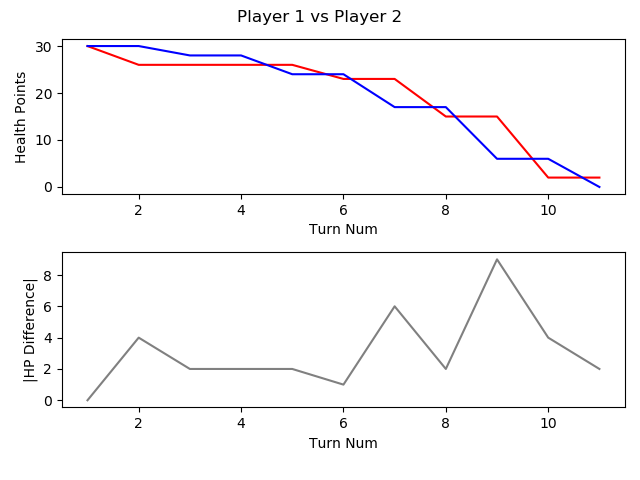 Player 1 vs Player 2
Health Points
30
20
10
0
2 4 6 8 10
Turn Num
|HP Difference|
8
6
4
2
0
2 4 6 8 10
Turn Num